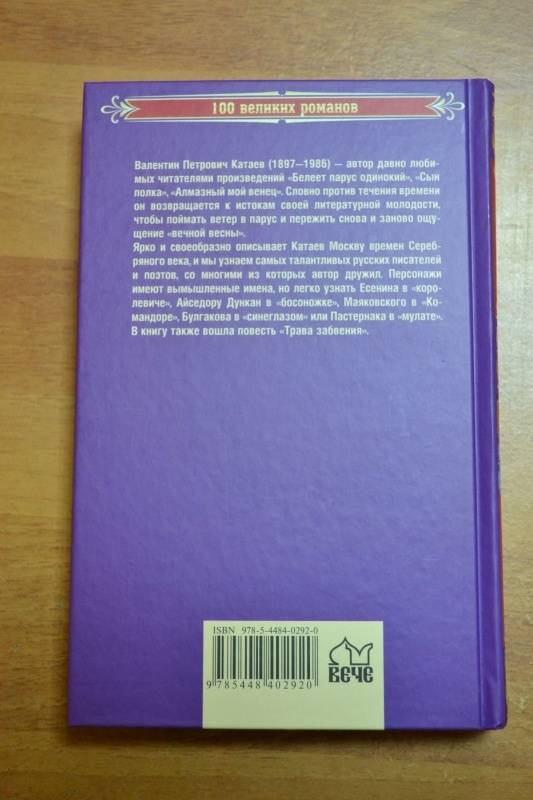 100 великих романов
Валентин Петрович Катаев (1897—1986) — автор давно люби-
мых читателями произведений «Белеет парус одинокий», «Сын
полка», «Алмазный мой венец». Словно против течения времени
он возвращается к истокам своей литературной молодости,
чтобы поймать ветер в парус и пережить снова и заново ощу-
щение «вечной весны».
Ярко и своеобразно описывает Катаев Москву времен Сереб-
ряного века, и мы узнаем самых талантливых русских писателей
и поэтов, со многими из которых автор дружил. Персонажи
имеют вымышленные имена, но легко узнать Есенина в «коро-
левиче», Айседору Дункан в «босоножке», Маяковского в «Ко-
мандоре», Булгакова в «синеглазом» или Пастернака в «мулате».
В книгу также вошла повесть «Трава забвения».
ISBN 978-5-4484-0292-0
9 785448 402920
ВЕЧЕ